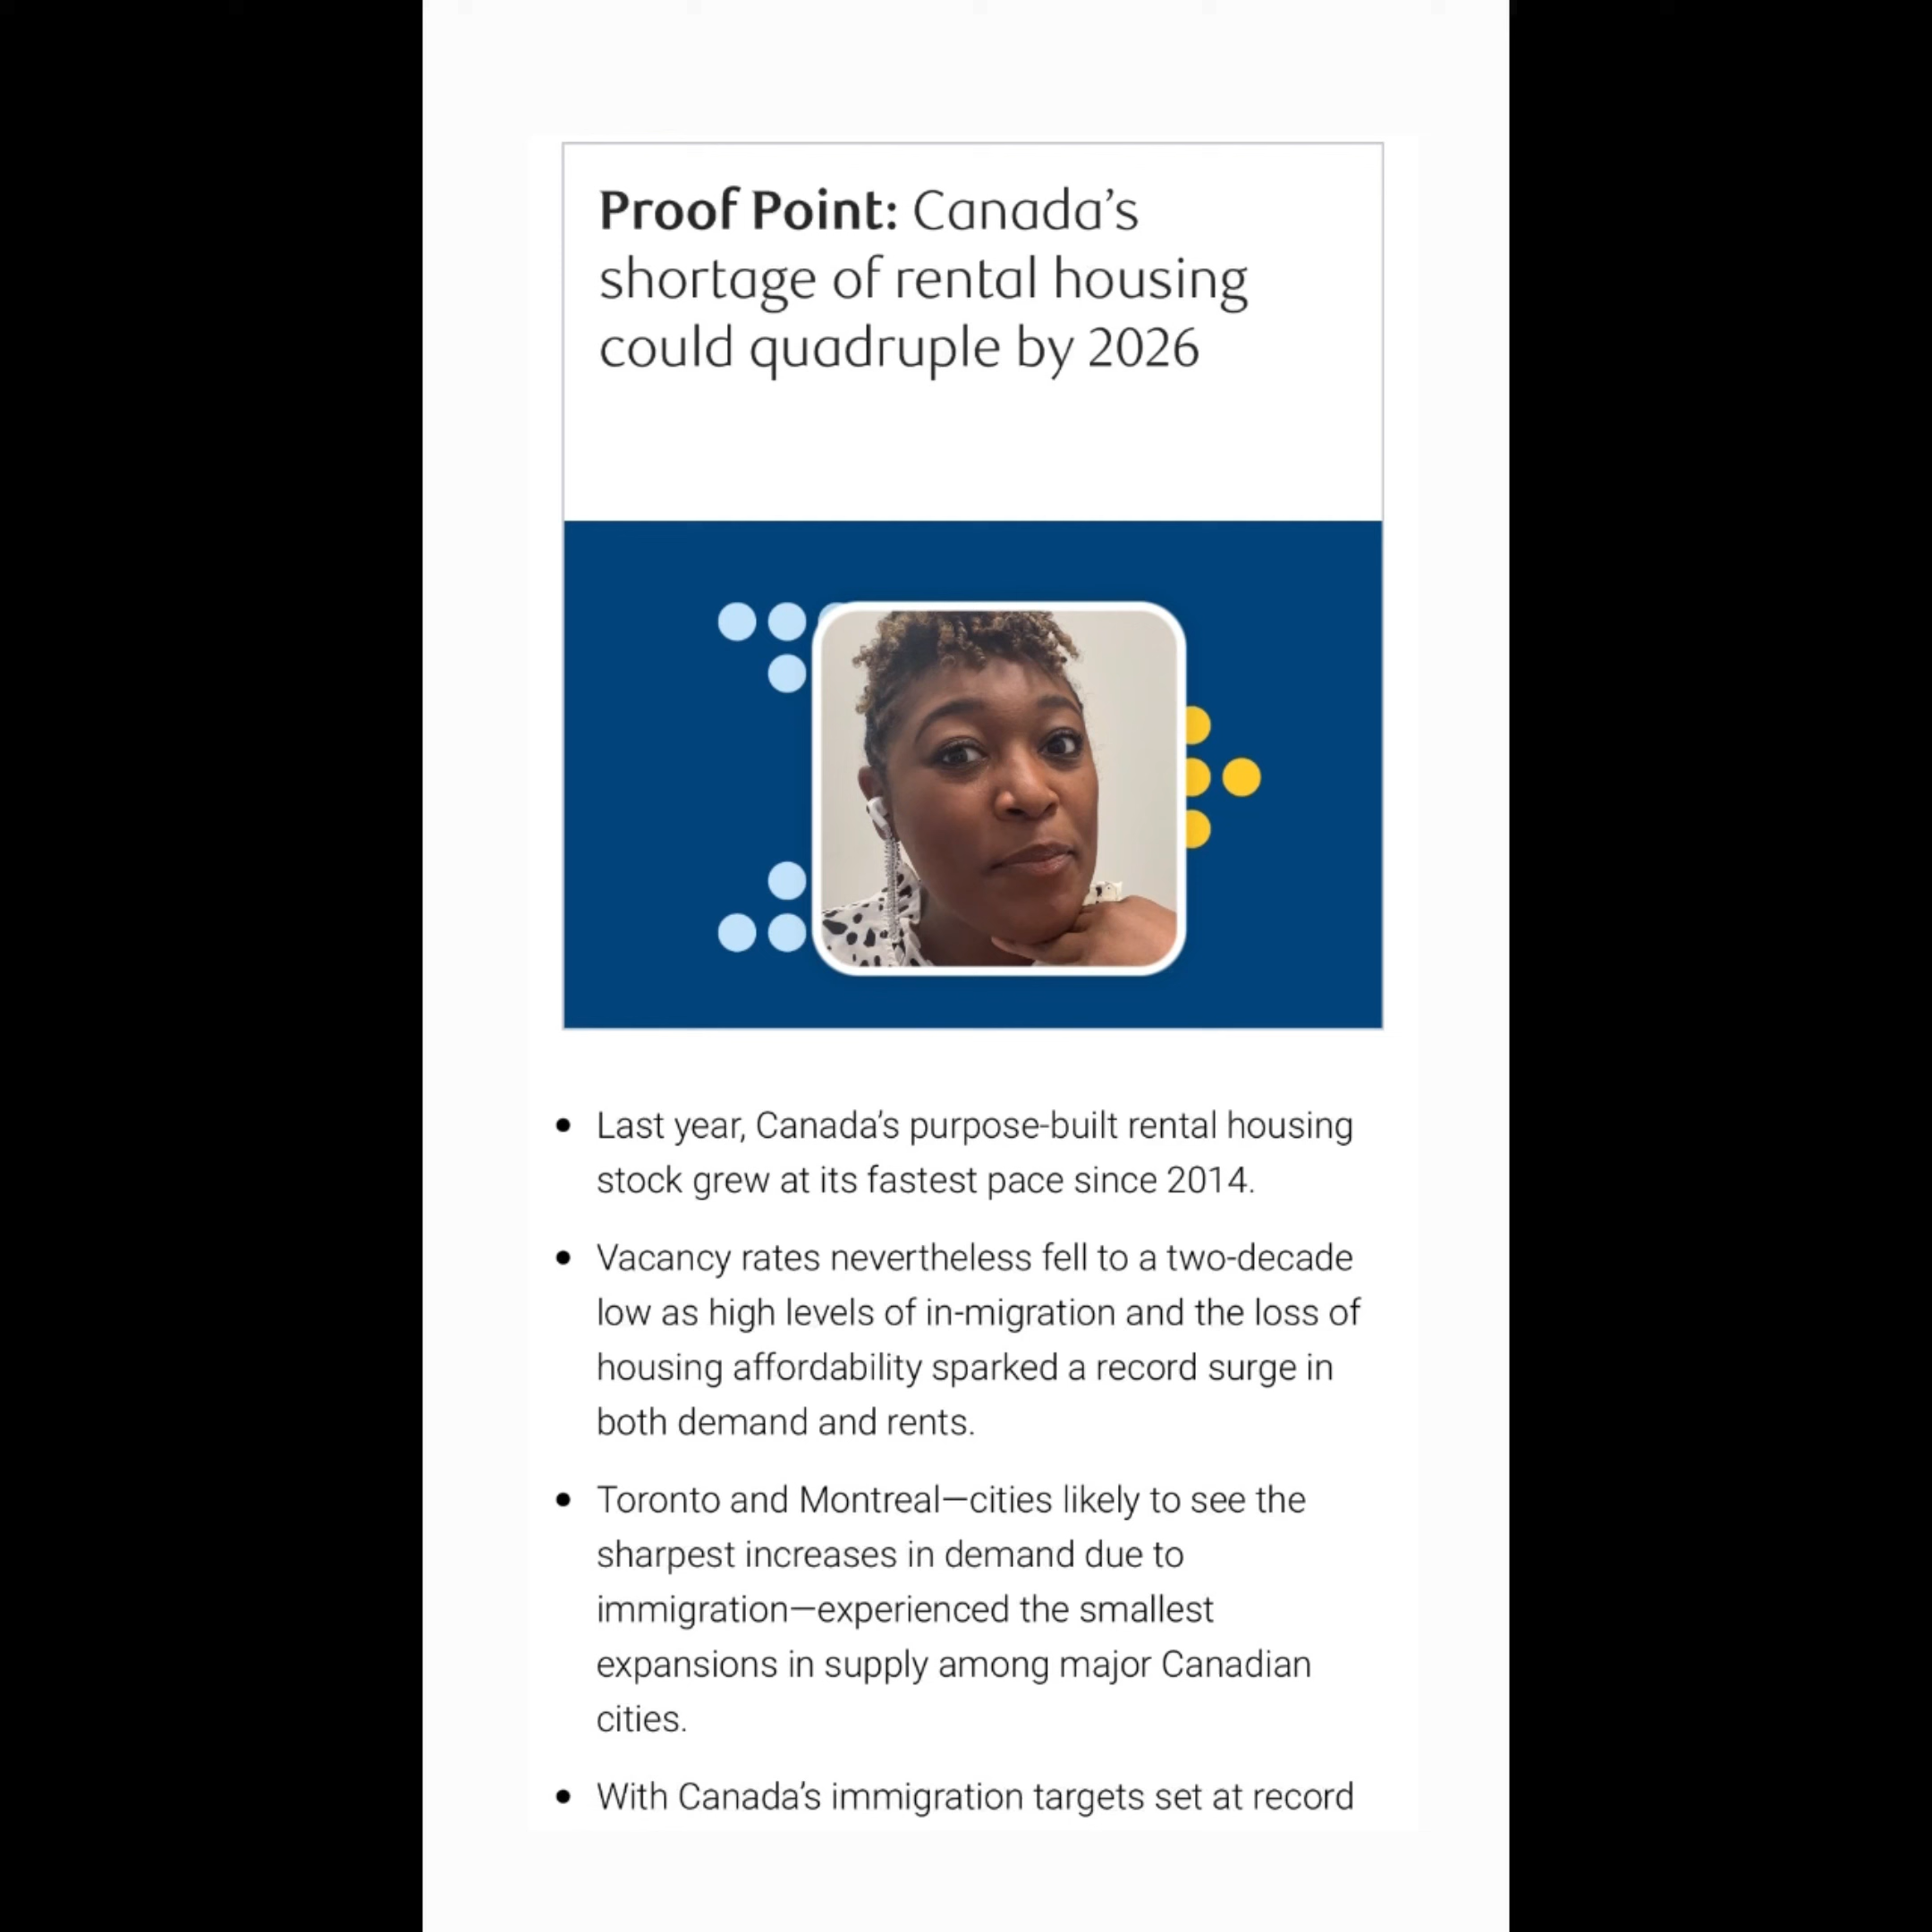 Proof Point: Canada’s
shortage of rental housing
could quadruple by 2026
• Last year, Canada’s purpose-built rental housing
stock grew at its fastest pace since 2014.
• Vacancy rates nevertheless fell to a two-decade
low as high levels of in-migration and the loss of
housing affordability sparked a record surge in
both demand and rents.
• Toronto and Montreal—cities likely to see the
sharpest increases in demand due to
immigration—experienced the smallest
expansions in supply among major Canadian
cities.
• With Canada’s immigration targets set at record